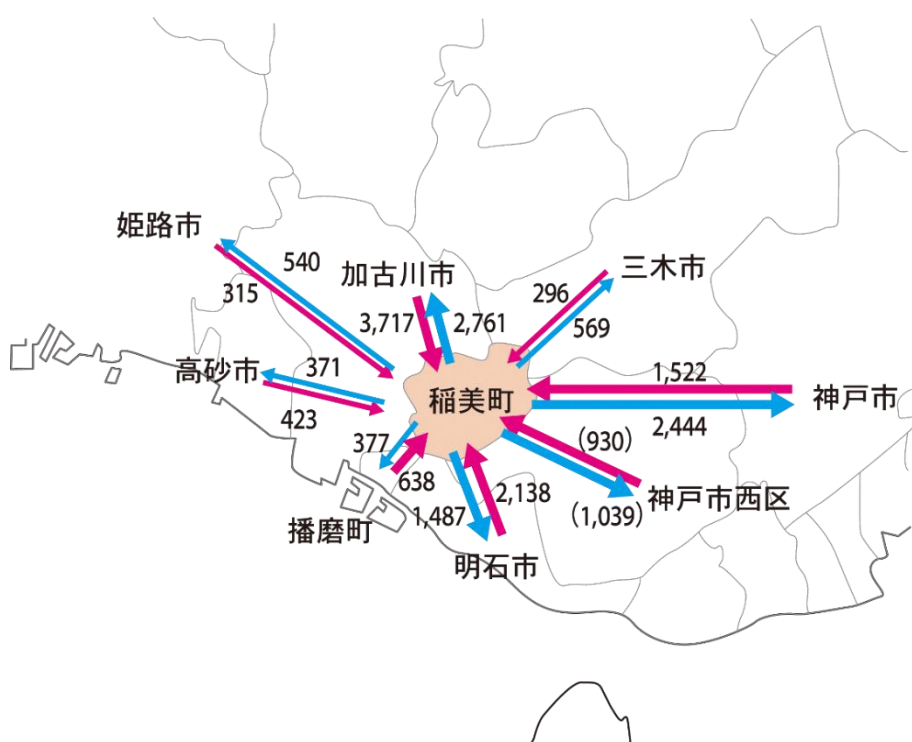 姫路市
540
315
加古川市
3,717
2,761
三木市
296
569
高砂市
371
423
稲美町
1,522
2,444
神戸市
377
638
播磨町
1,487
2,138
明石市
(930)
(1,039)
神戸市西区